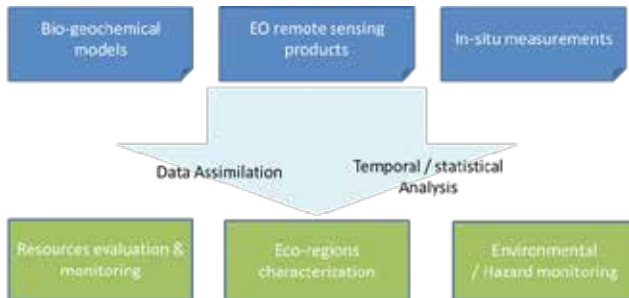 Bio-geochemical
models
EO remote sensing
products
In-situ measurements
Data Assimilation
Temporal / statistical
Analysis
Resources evaluation &
monitoring
Eco-regions
characterization
Environmental
/ Hazard monitoring